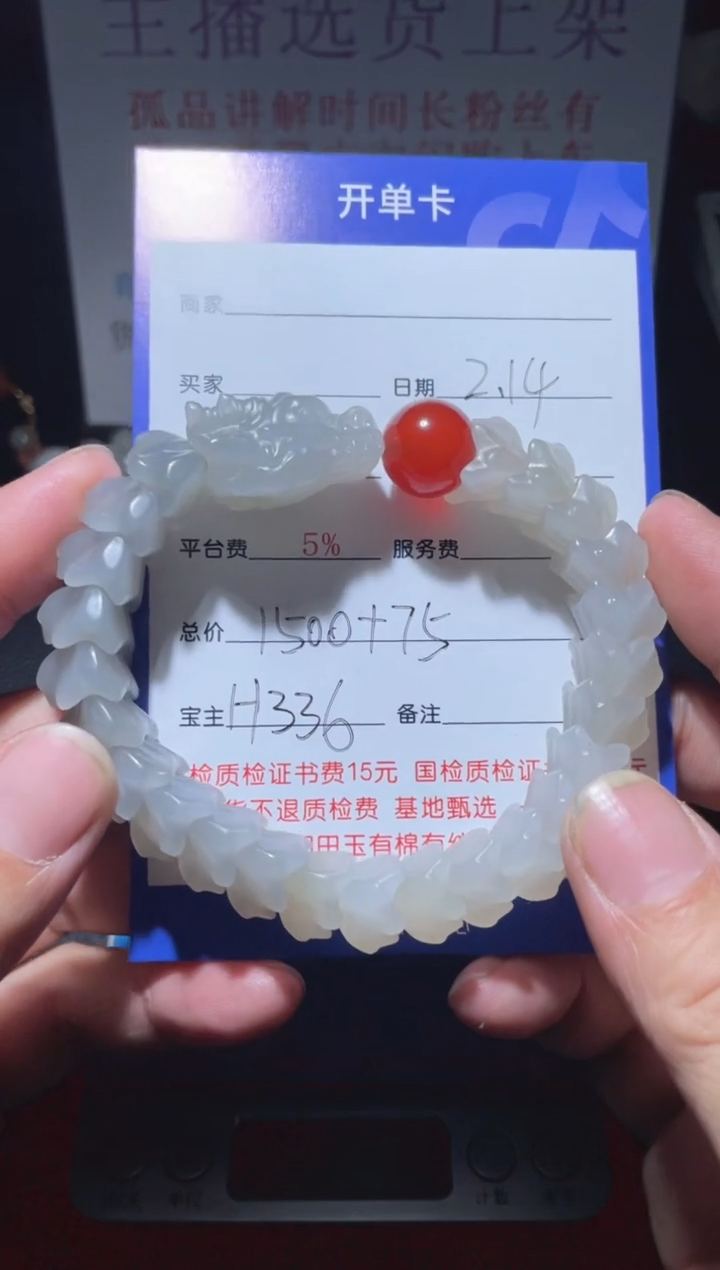 主播选货上架
孤品讲解时间长粉丝有
开单卡
商家
买家 日期 2.14
平台费 5% 服务费
总价 1500+75
宝主 H336 备注
检质检证书费15元 国检质检证 元
不退质检费 基地甄选
田玉有棉有
计数